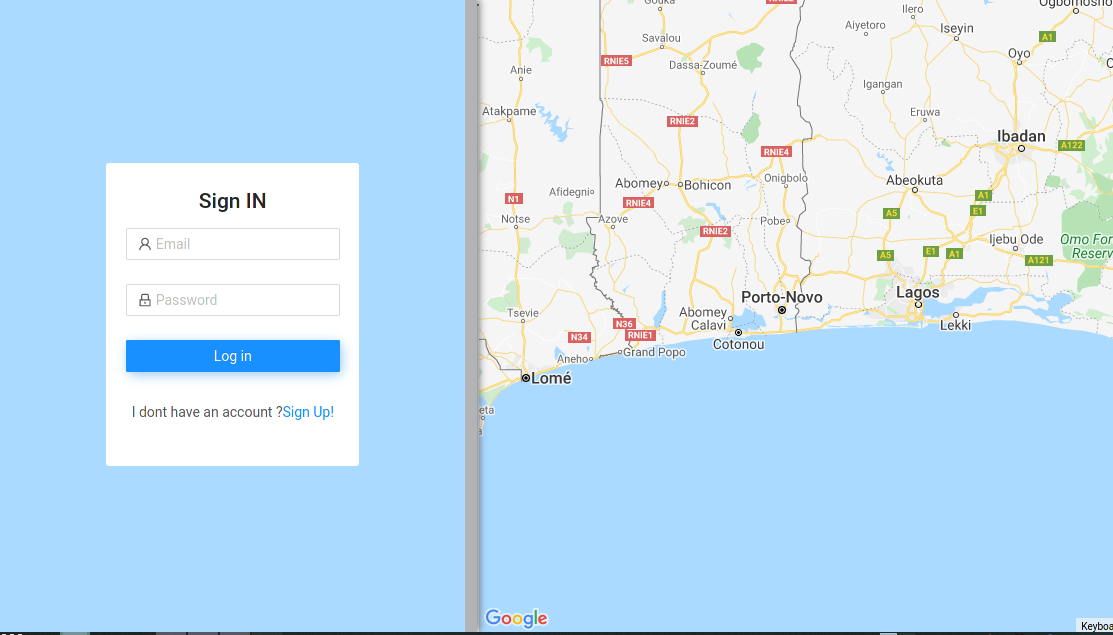 Sign IN
Email
Password
Log in
I dont have an account ?Sign Up!
Gouka
Ilero
Ogbomosho
Aiyetoro
Iseyin
Savalou
A1
RNIE5
Dassa-Zoumé
Oyo
Anie
Igangan
Atakpame
RNIE2
Eruwa
Ibadan
A122
RNIE4
Abomey
Bohicon
Onigbolo
Abeokuta
Afidegni
N1
RNIE4
A1
Notse
Azove
Pobe
A5
E1
RNIE2
Ijebu Ode
Omo For
Reserv
A5
E1
A1
A121
Porto-Novo
Lagos
Tsevie
Abomey
Calavi
N36
RNIE1
N34
Lekki
Cotonou
Aneho
Grand Popo
Lomé
eta
a
Google
Keyboa